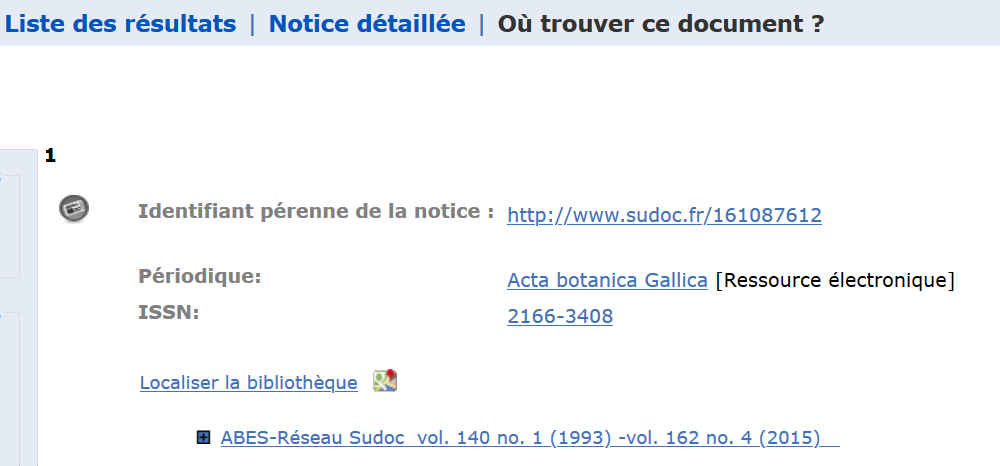 Liste des résultats | Notice détaillée | Où trouver ce document ?
1
Identifiant pérenne de la notice : http://www.sudoc.fr/161087612
Périodique: Acta botanica Gallica [Ressource électronique]
ISSN: 2166-3408
Localiser la bibliothèque
ABES-Réseau Sudoc vol. 140 no. 1 (1993) -vol. 162 no. 4 (2015)